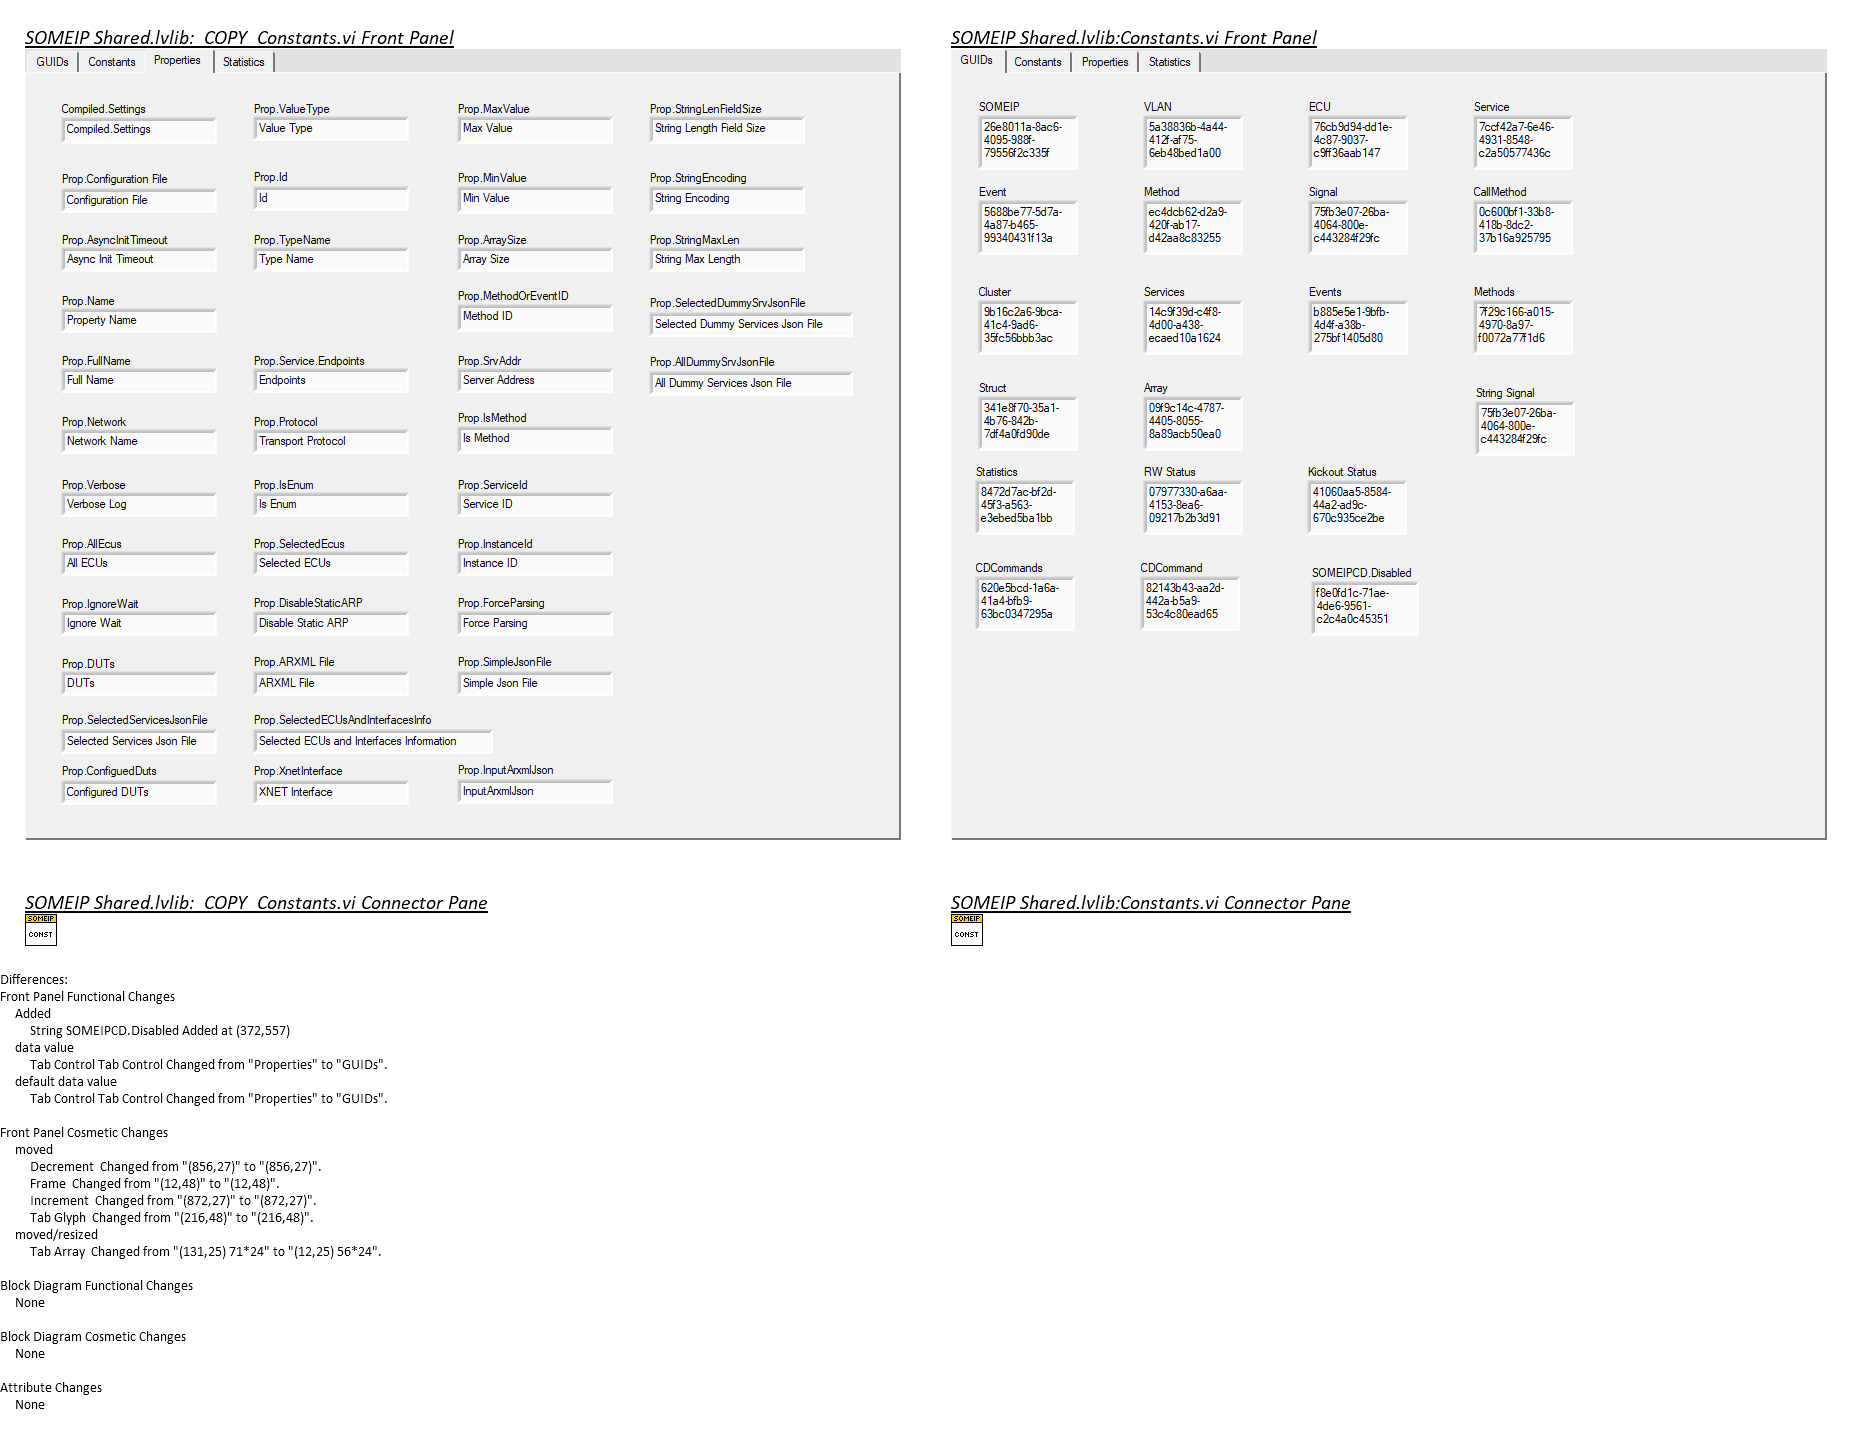 SOMEIP Shared.lvlib:  COPY  Constants.vi Front Panel
GUIDs
Constants
Properties
Statistics
Compiled.Settings
Compiled.Settings
Prop.ValueType
Value Type
Prop.MaxValue
Max Value
Prop.StringLenFieldSize
String Length Field Size
Prop.Configuration File
Configuration File
Prop.Id
Id
Prop.MinValue
Min Value
Prop.StringEncoding
String Encoding
Prop.AsyncInitTimeout
Async Init Timeout
Prop.TypeName
Type Name
Prop.ArraySize
Array Size
Prop.StringMaxLen
String Max Length
Prop.Name
Property Name
Prop.MethodOrEventID
Method ID
Prop.SelectedDummySrvJsonFile
Selected Dummy Services Json File
Prop.FullName
Full Name
Prop.Service.Endpoints
Endpoints
Prop.SrvAddr
Server Address
Prop.AllDummySrvJsonFile
All Dummy Services Json File
Prop.Network
Network Name
Prop.Protocol
Transport Protocol
Prop.IsMethod
Is Method
Prop.Verbose
Verbose Log
Prop.IsEnum
Is Enum
Prop.ServiceId
Service ID
Prop.AllEcus
All ECUs
Prop.SelectedEcus
Selected ECUs
Prop.InstanceId
Instance ID
Prop.IgnoreWait
Ignore Wait
Prop.DisableStaticARP
Disable Static ARP
Prop.ForceParsing
Force Parsing
Prop.DUTs
DUTs
Prop.ARXML File
ARXML File
Prop.SimpleJsonFile
Simple Json File
Prop.SelectedServicesJsonFile
Selected Services Json File
Prop.SelectedECUsAndInterfacesInfo
Selected ECUs and Interfaces Information
Prop.ConfiguedDuts
Configured DUTs
Prop.XnetInterface
XNET Interface
Prop.InputArxmlJson
InputArxmlJson
SOMEIP Shared.lvlib:Constants.vi Front Panel
GUIDs
Constants
Properties
Statistics
SOMEIP
26e8011a-8ac6-
4095-988f-
79556f2c335f
VLAN
5a38836b-4a44-
412f-af75-
6eb48bed1a00
ECU
76cb9d94-dd1e-
4c87-9037-
c9ff36aab147
Service
7ccf42a7-6e46-
4931-8548-
c2a50577436c
Event
5688be77-5d7a-
4a87-b465-
99340431f13a
Method
ec4dcb62-d2a9-
420f-ab17-
d42aa8c83255
Signal
75fb3e07-26ba-
4064-800e-
c443284f29fc
CallMethod
0c600bf1-33b8-
418b-8dc2-
37b16a925795
Cluster
9b16c2a6-9bca-
41c4-9ad6-
35fc56bbb3ac
Services
14c9f39d-c4f8-
4d00-a438-
ecaed10a1624
Events
b885e5e1-9bfb-
4d4f-a38b-
275bf1405d80
Methods
7f29c166-a015-
4970-8a97-
f0072a77f1d6
Struct
341e8f70-35a1-
4b76-842b-
7df4a0fd90de
Array
09f9c14c-4787-
4405-8055-
8a89acb50ea0
String Signal
75fb3e07-26ba-
4064-800e-
c443284f29fc
Statistics
8472d7ac-bf2d-
45f3-a563-
e3ebed5ba1bb
RW Status
07977330-a6aa-
4153-8ea6-
09217b2b3d91
Kickout Status
41060aa5-8584-
44a2-ad9c-
670c935ce2be
CDCommands
620e5bcd-1a6a-
41a4-bfb9-
63bc0347295a
CDCommand
82143b43-aa2d-
442a-b5a9-
53c4c80ead65
SOMEIPCD.Disabled
f8e0fd1c-71ae-
4de6-9561-
c2c4a0c45351
SOMEIP Shared.lvlib:  COPY  Constants.vi Connector Pane
SOMEIP
CONST
SOMEIP Shared.lvlib:Constants.vi Connector Pane
SOMEIP
CONST
Differences:
Front Panel Functional Changes
Added
String SOMEIPCD.Disabled Added at (372,557)
data value
Tab Control Tab Control Changed from "Properties" to "GUIDs".
default data value
Tab Control Tab Control Changed from "Properties" to "GUIDs".
Front Panel Cosmetic Changes
moved
Decrement  Changed from "(856,27)" to "(856,27)".
Frame  Changed from "(12,48)" to "(12,48)".
Increment  Changed from "(872,27)" to "(872,27)".
Tab Glyph  Changed from "(216,48)" to "(216,48)".
moved/resized
Tab Array  Changed from "(131,25) 71*24" to "(12,25) 56*24".
Block Diagram Functional Changes
None
Block Diagram Cosmetic Changes
None
Attribute Changes
None